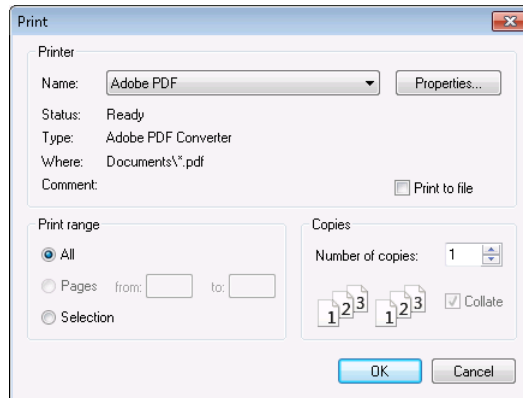 Print
Printer
Name: Adobe PDF Properties...
Status: Ready
Type: Adobe PDF Converter
Where: Documents\*.pdf
Comment: Print to file
Print range
All
Pages from: to:
Selection
Copies
Number of copies: 1
1 2 3 1 2 3 Collate
OK Cancel